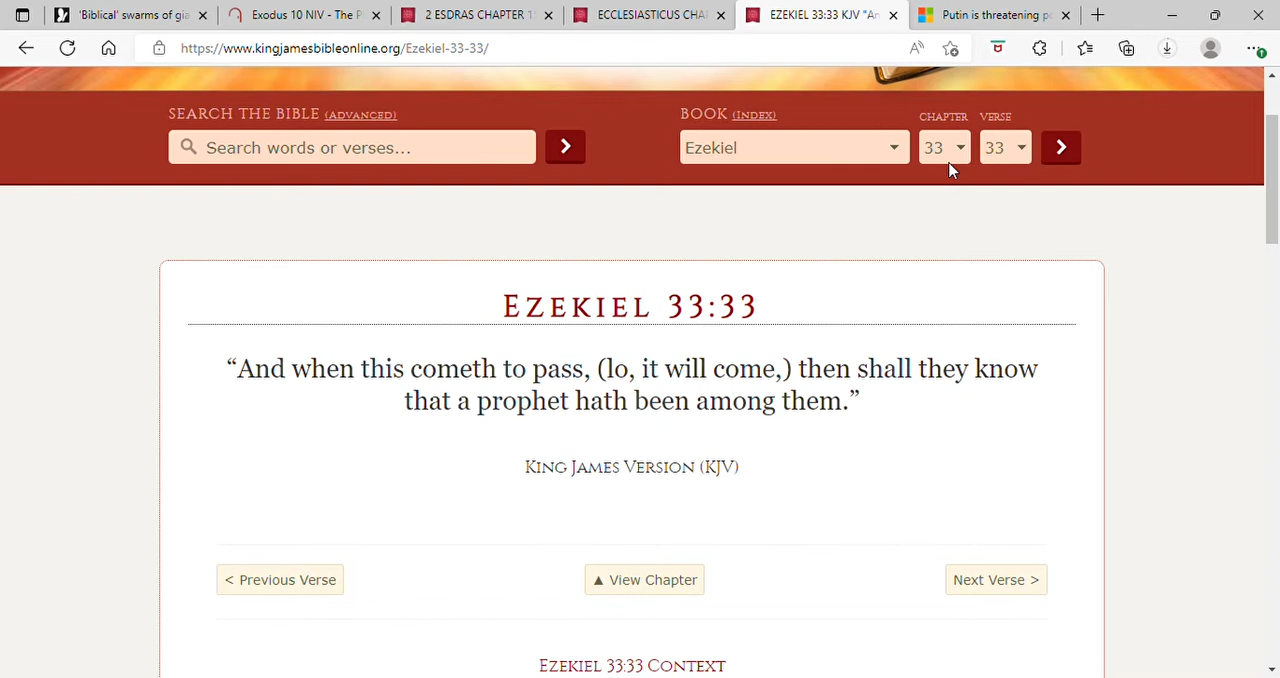 'Biblical' swarms of gia
Exodus 10 NIV - The P
2 ESDRAS CHAPTER 1
ECCLESIASTICUS CHA
EZEKIEL 33:33 KJV "An
Putin is threatening po
https://www.kingjamesbibleonline.org/Ezekiel-33-33/
SEARCH THE BIBLE (ADVANCED)
BOOK (INDEX)
CHAPTER
VERSE
Search words or verses...
Ezekiel
33
33
EZEKIEL 33:33
“And when this cometh to pass, (lo, it will come,) then shall they know
that a prophet hath been among them.”
KING JAMES VERSION (KJV)
< Previous Verse
▲ View Chapter
Next Verse >
EZEKIEL 33:33 CONTEXT